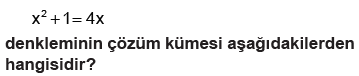 x² + 1 = 4x
denkleminin çözüm kümesi aşağıdakilerden
hangisidir?